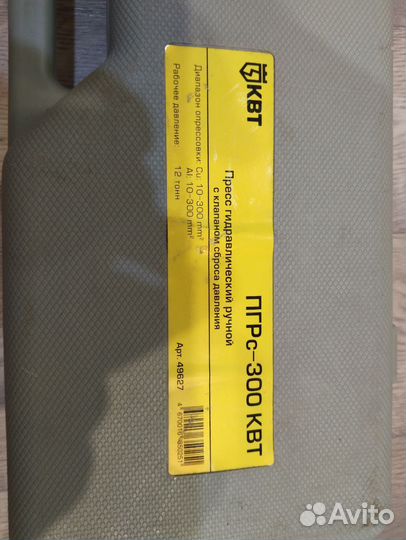 КВТ
ПГРс-300 КВТ
Пресс гидравлический ручной
с клапаном сброса давления
Диапазон опрессовки: Cu: 10-300 mm²
Al: 10-300 mm²
Рабочее давление: 12 тонн
Арт. 49627
Avito